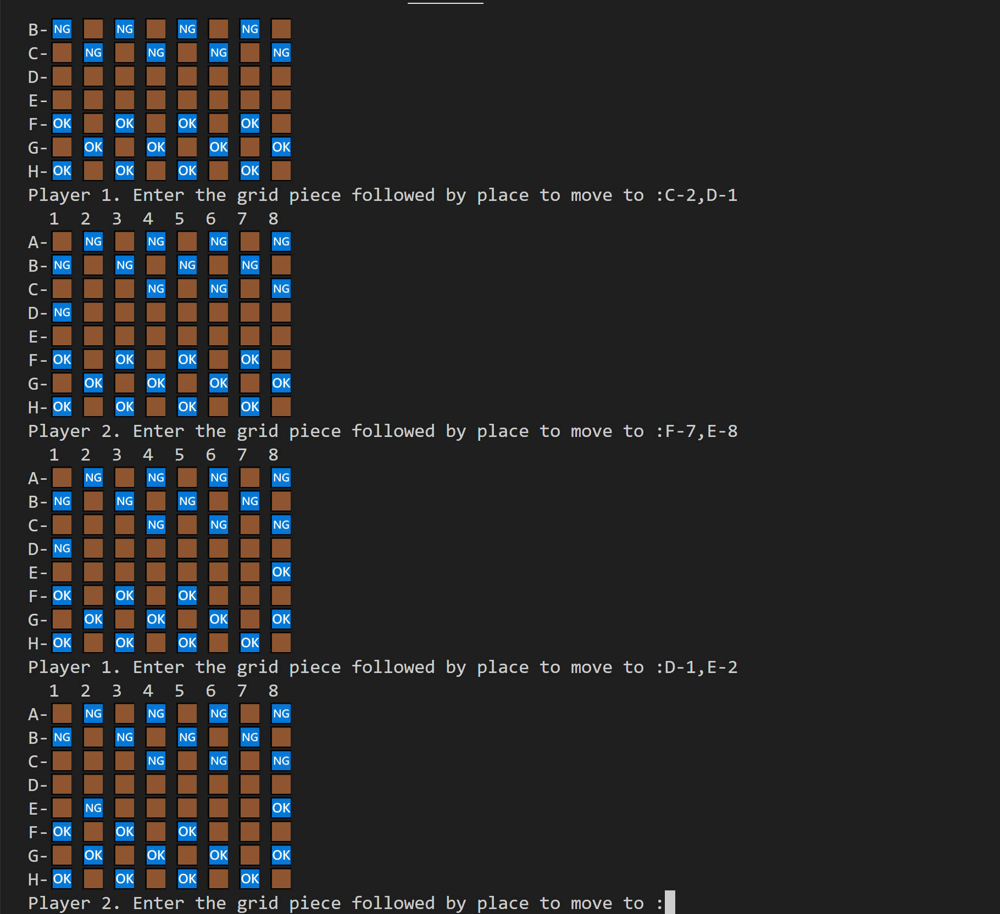 B- NG NG NG NG
C- NG NG NG NG
D-
E-
F- OK OK OK OK
G- OK OK OK OK
H- OK OK OK OK
Player 1. Enter the grid piece followed by place to move to :C-2,D-1
1 2 3 4 5 6 7 8
A- NG NG NG NG
B- NG NG NG NG
C- NG NG NG
D- NG
E-
F- OK OK OK OK
G- OK OK OK OK
H- OK OK OK OK
Player 2. Enter the grid piece followed by place to move to :F-7,E-8
1 2 3 4 5 6 7 8
A- NG NG NG NG
B- NG NG NG NG
C- NG NG NG
D- NG
E- OK
F- OK OK OK
G- OK OK OK OK
H- OK OK OK OK
Player 1. Enter the grid piece followed by place to move to :D-1,E-2
1 2 3 4 5 6 7 8
A- NG NG NG NG
B- NG NG NG NG
C- NG NG NG
D-
E- NG OK
F- OK OK OK
G- OK OK OK OK
H- OK OK OK OK
Player 2. Enter the grid piece followed by place to move to :